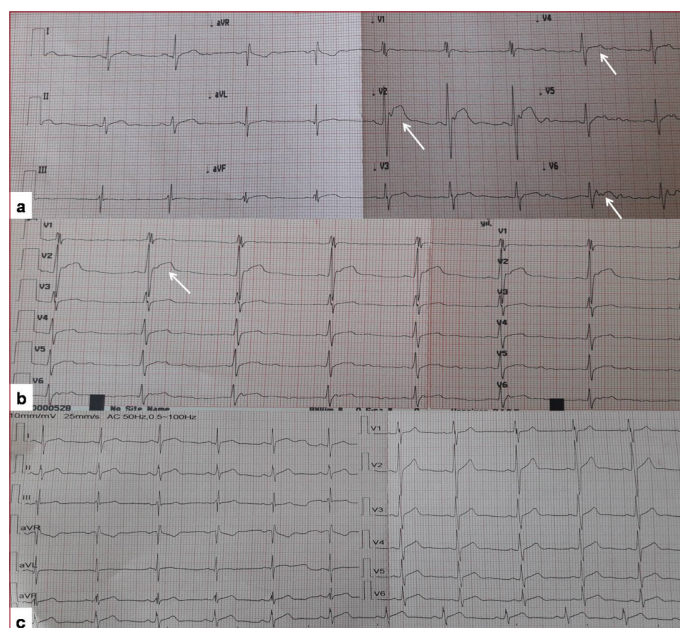 I ↓ aVR ↓ V1 ↓ V4
II ↓ aVL ↓ V2 ↓ V5
III ↓ aVF ↓ V3 ↓ V6
a
V1 V1
V2 V2
V3 V3
V4 V4
V5 V5
V6 V6
b
No Site Name
10mm/mV 25mm/s AC 50Hz,0.5~100Hz
I V1
II V2
III V3
aVR V4
aVL V5
aVF V6
c